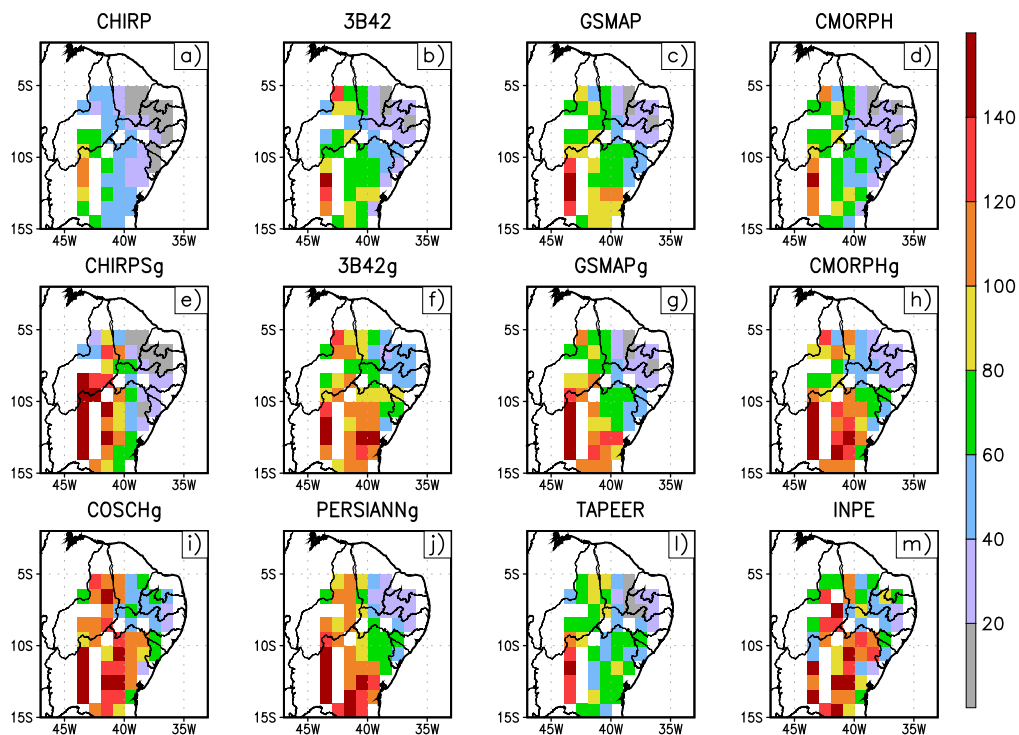 CHIRP 3B42 GSMAP CMORPH
a) b) c) d)
5S 5S 5S 5S
10S 10S 10S 10S
15S 15S 15S 15S
45W 40W 35W 45W 40W 35W 45W 40W 35W 45W 40W 35W
CHIRPSg 3B42g GSMAPg CMORPHg
e) f) g) h)
5S 5S 5S 5S
10S 10S 10S 10S
15S 15S 15S 15S
45W 40W 35W 45W 40W 35W 45W 40W 35W 45W 40W 35W
COSCHg PERSIANNg TAPEER INPE
i) j) l) m)
5S 5S 5S 5S
10S 10S 10S 10S
15S 15S 15S 15S
45W 40W 35W 45W 40W 35W 45W 40W 35W 45W 40W 35W
140
120
100
80
60
40
20